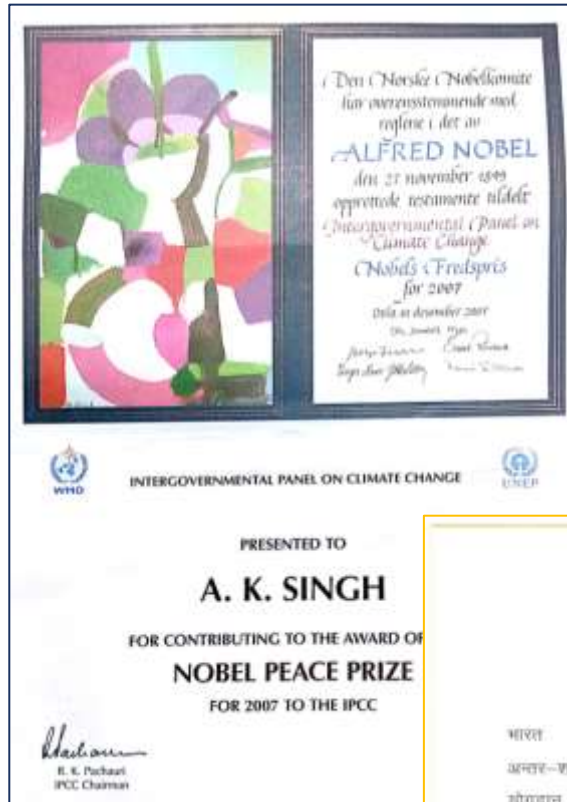 Den Norske Nobelkomite
har overensstemmende med
reglene i det av
ALFRED NOBEL
den 27 november 1895
opprettede testamente tildelt
Intergovernmental Panel on
Climate Change
Nobels Fredspris
for 2007
Oslo 10 desember 2007
WMO
INTERGOVERNMENTAL PANEL ON CLIMATE CHANGE
UNEP
PRESENTED TO
A. K. SINGH
FOR CONTRIBUTING TO THE AWARD OF
NOBEL PEACE PRIZE
FOR 2007 TO THE IPCC
R. K. Pachauri
IPCC Chairman
भारत